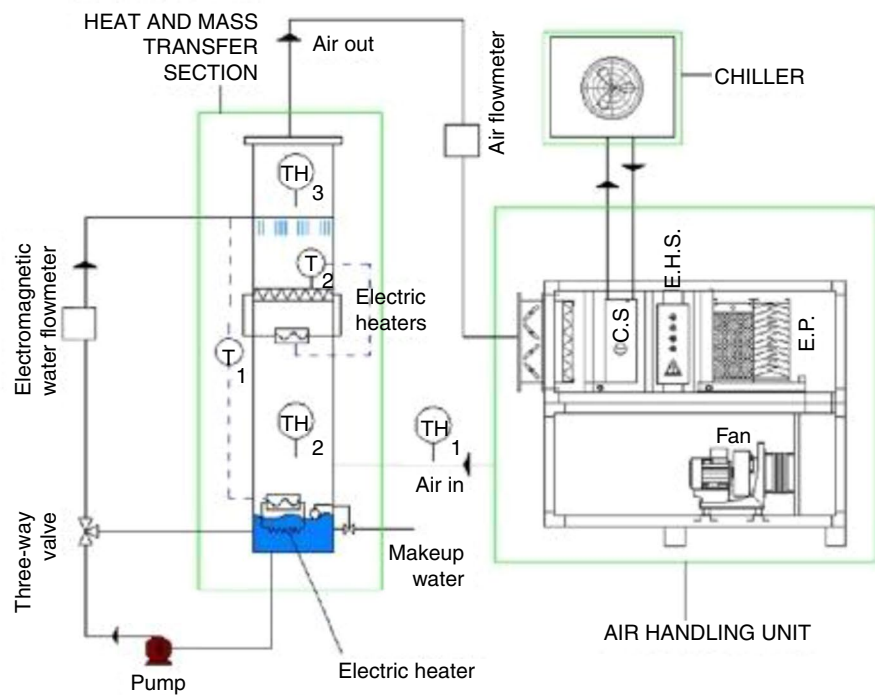 HEAT AND MASS
TRANSFER
SECTION
Air out
Air flowmeter
CHILLER
TH
3
T
2
Electric
heaters
Electromagnetic
water flowmeter
T
1
TH
2
TH
1
Air in
C.S
E.H.S.
E.P.
Fan
Three-way
valve
Makeup
water
Pump
Electric heater
AIR HANDLING UNIT